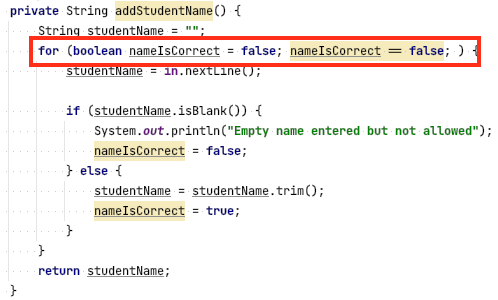 private String addStudentName() {
String studentName = "";
for (boolean nameIsCorrect = false; nameIsCorrect == false; ) {
studentName = in.nextLine();
if (studentName.isBlank()) {
System.out.println("Empty name entered but not allowed");
nameIsCorrect = false;
} else {
studentName = studentName.trim();
nameIsCorrect = true;
}
}
return studentName;
}